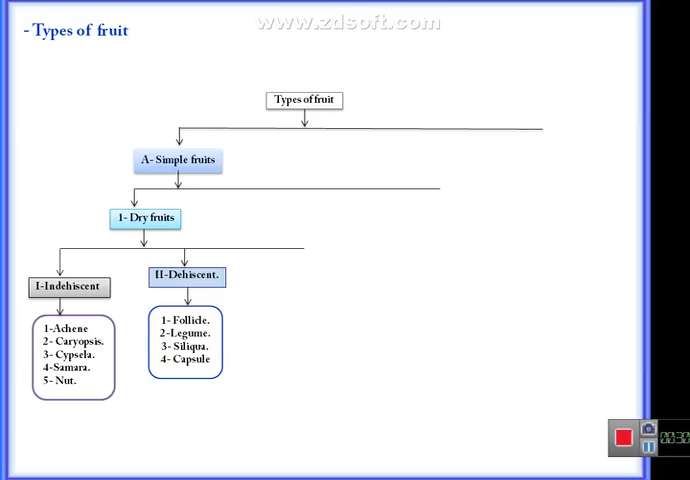 www.zdsoft.com
- Types of fruit
Types of fruit
A- Simple fruits
1- Dry fruits
II-Dehiscent.
I-Indehiscent
1-Achene
2- Caryopsis.
3- Cypsela.
4-Samara.
5- Nut.
1- Follicle.
2-Legume.
3- Siliqua.
4- Capsule
00:30